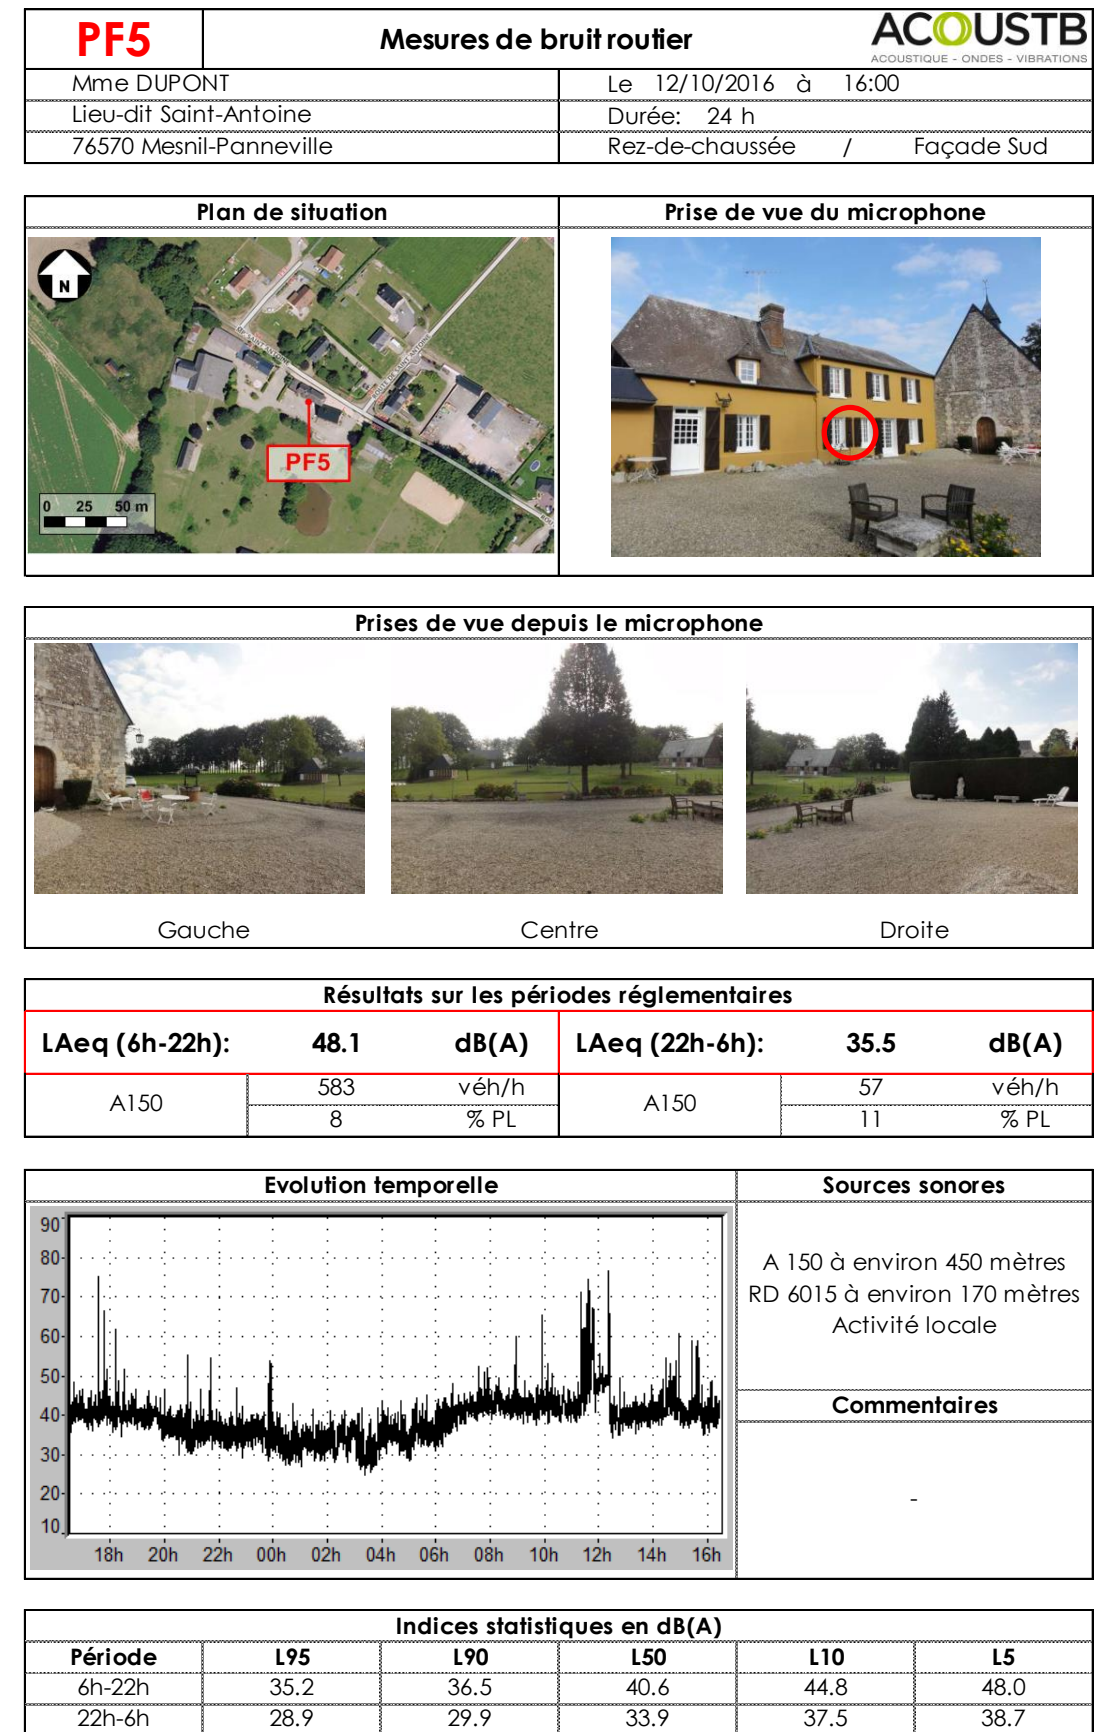 PF5
Mesures de bruit routier
ACOUSTB
ACOUSTIQUE - ONDES - VIBRATIONS
Mme DUPONT
Le 12/10/2016 à 16:00
Lieu-dit Saint-Antoine
Durée: 24 h
76570 Mesnil-Panneville
Rez-de-chaussée / Façade Sud
Plan de situation
Prise de vue du microphone
N
PF5
0 25 50 m
Prises de vue depuis le microphone
Gauche
Centre
Droite
Résultats sur les périodes réglementaires
LAeq (6h-22h): 48.1 dB(A) LAeq (22h-6h): 35.5 dB(A)
A150 583 véh/h A150 57 véh/h
8 % PL 11 % PL
Evolution temporelle
Sources sonores
90
80
70
60
50
40
30
20
10
18h 20h 22h 00h 02h 04h 06h 08h 10h 12h 14h 16h
A 150 à environ 450 mètres
RD 6015 à environ 170 mètres
Activité locale
Commentaires
-
Indices statistiques en dB(A)
Période L95 L90 L50 L10 L5
6h-22h 35.2 36.5 40.6 44.8 48.0
22h-6h 28.9 29.9 33.9 37.5 38.7